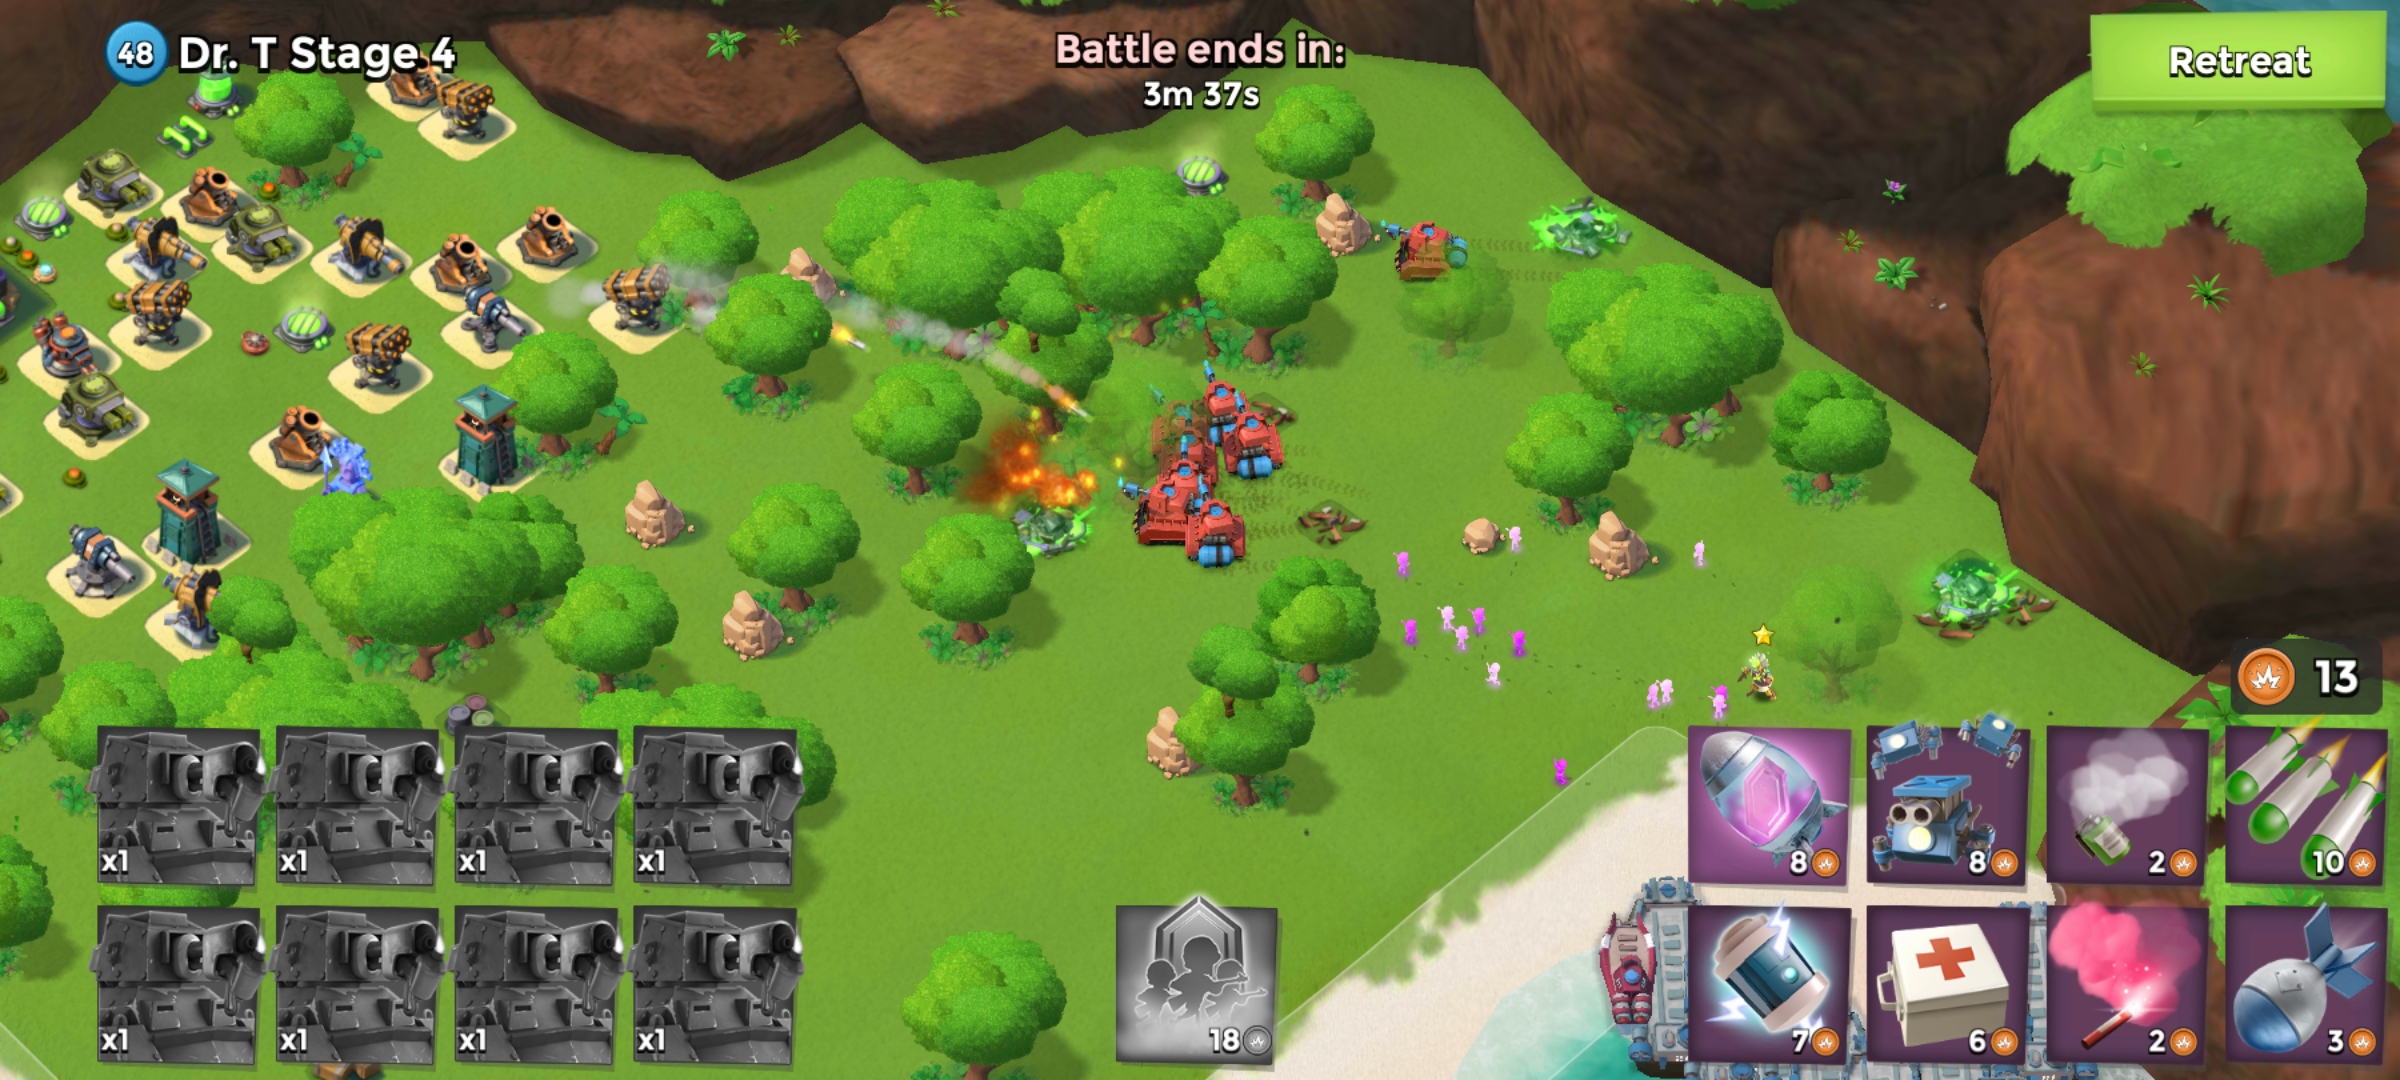 48 Dr. T Stage 4
Battle ends in:
3m 37s
Retreat
13
x1 x1 x1 x1
8 8 2 10
x1 x1 x1 x1
18
7 6 2 3